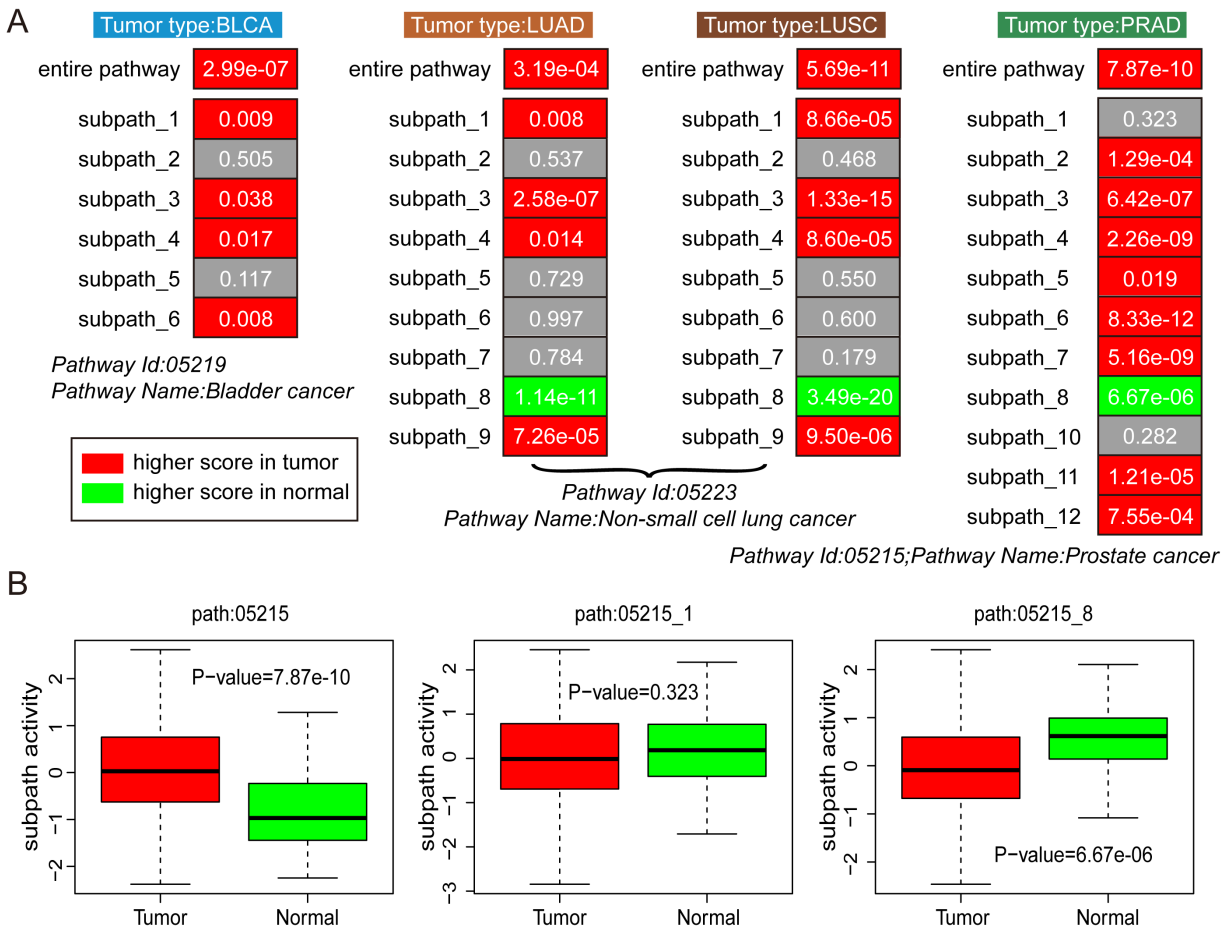 A
Tumor type:BLCA
entire pathway 2.99e-07
subpath_1 0.009
subpath_2 0.505
subpath_3 0.038
subpath_4 0.017
subpath_5 0.117
subpath_6 0.008
Pathway Id:05219
Pathway Name:Bladder cancer
higher score in tumor
higher score in normal
Tumor type:LUAD
entire pathway 3.19e-04
subpath_1 0.008
subpath_2 0.537
subpath_3 2.58e-07
subpath_4 0.014
subpath_5 0.729
subpath_6 0.997
subpath_7 0.784
subpath_8 1.14e-11
subpath_9 7.26e-05
Tumor type:LUSC
entire pathway 5.69e-11
subpath_1 8.66e-05
subpath_2 0.468
subpath_3 1.33e-15
subpath_4 8.60e-05
subpath_5 0.550
subpath_6 0.600
subpath_7 0.179
subpath_8 3.49e-20
subpath_9 9.50e-06
Pathway Id:05223
Pathway Name:Non-small cell lung cancer
Tumor type:PRAD
entire pathway 7.87e-10
subpath_1 0.323
subpath_2 1.29e-04
subpath_3 6.42e-07
subpath_4 2.26e-09
subpath_5 0.019
subpath_6 8.33e-12
subpath_7 5.16e-09
subpath_8 6.67e-06
subpath_10 0.282
subpath_11 1.21e-05
subpath_12 7.55e-04
Pathway Id:05215;Pathway Name:Prostate cancer
B
path:05215
subpath activity
2
1
0
−1
−2
P−value=7.87e-10
Tumor Normal
path:05215_1
subpath activity
2
1
0
−1
−2
−3
P−value=0.323
Tumor Normal
path:05215_8
subpath activity
2
1
0
−1
−2
P−value=6.67e-06
Tumor Normal